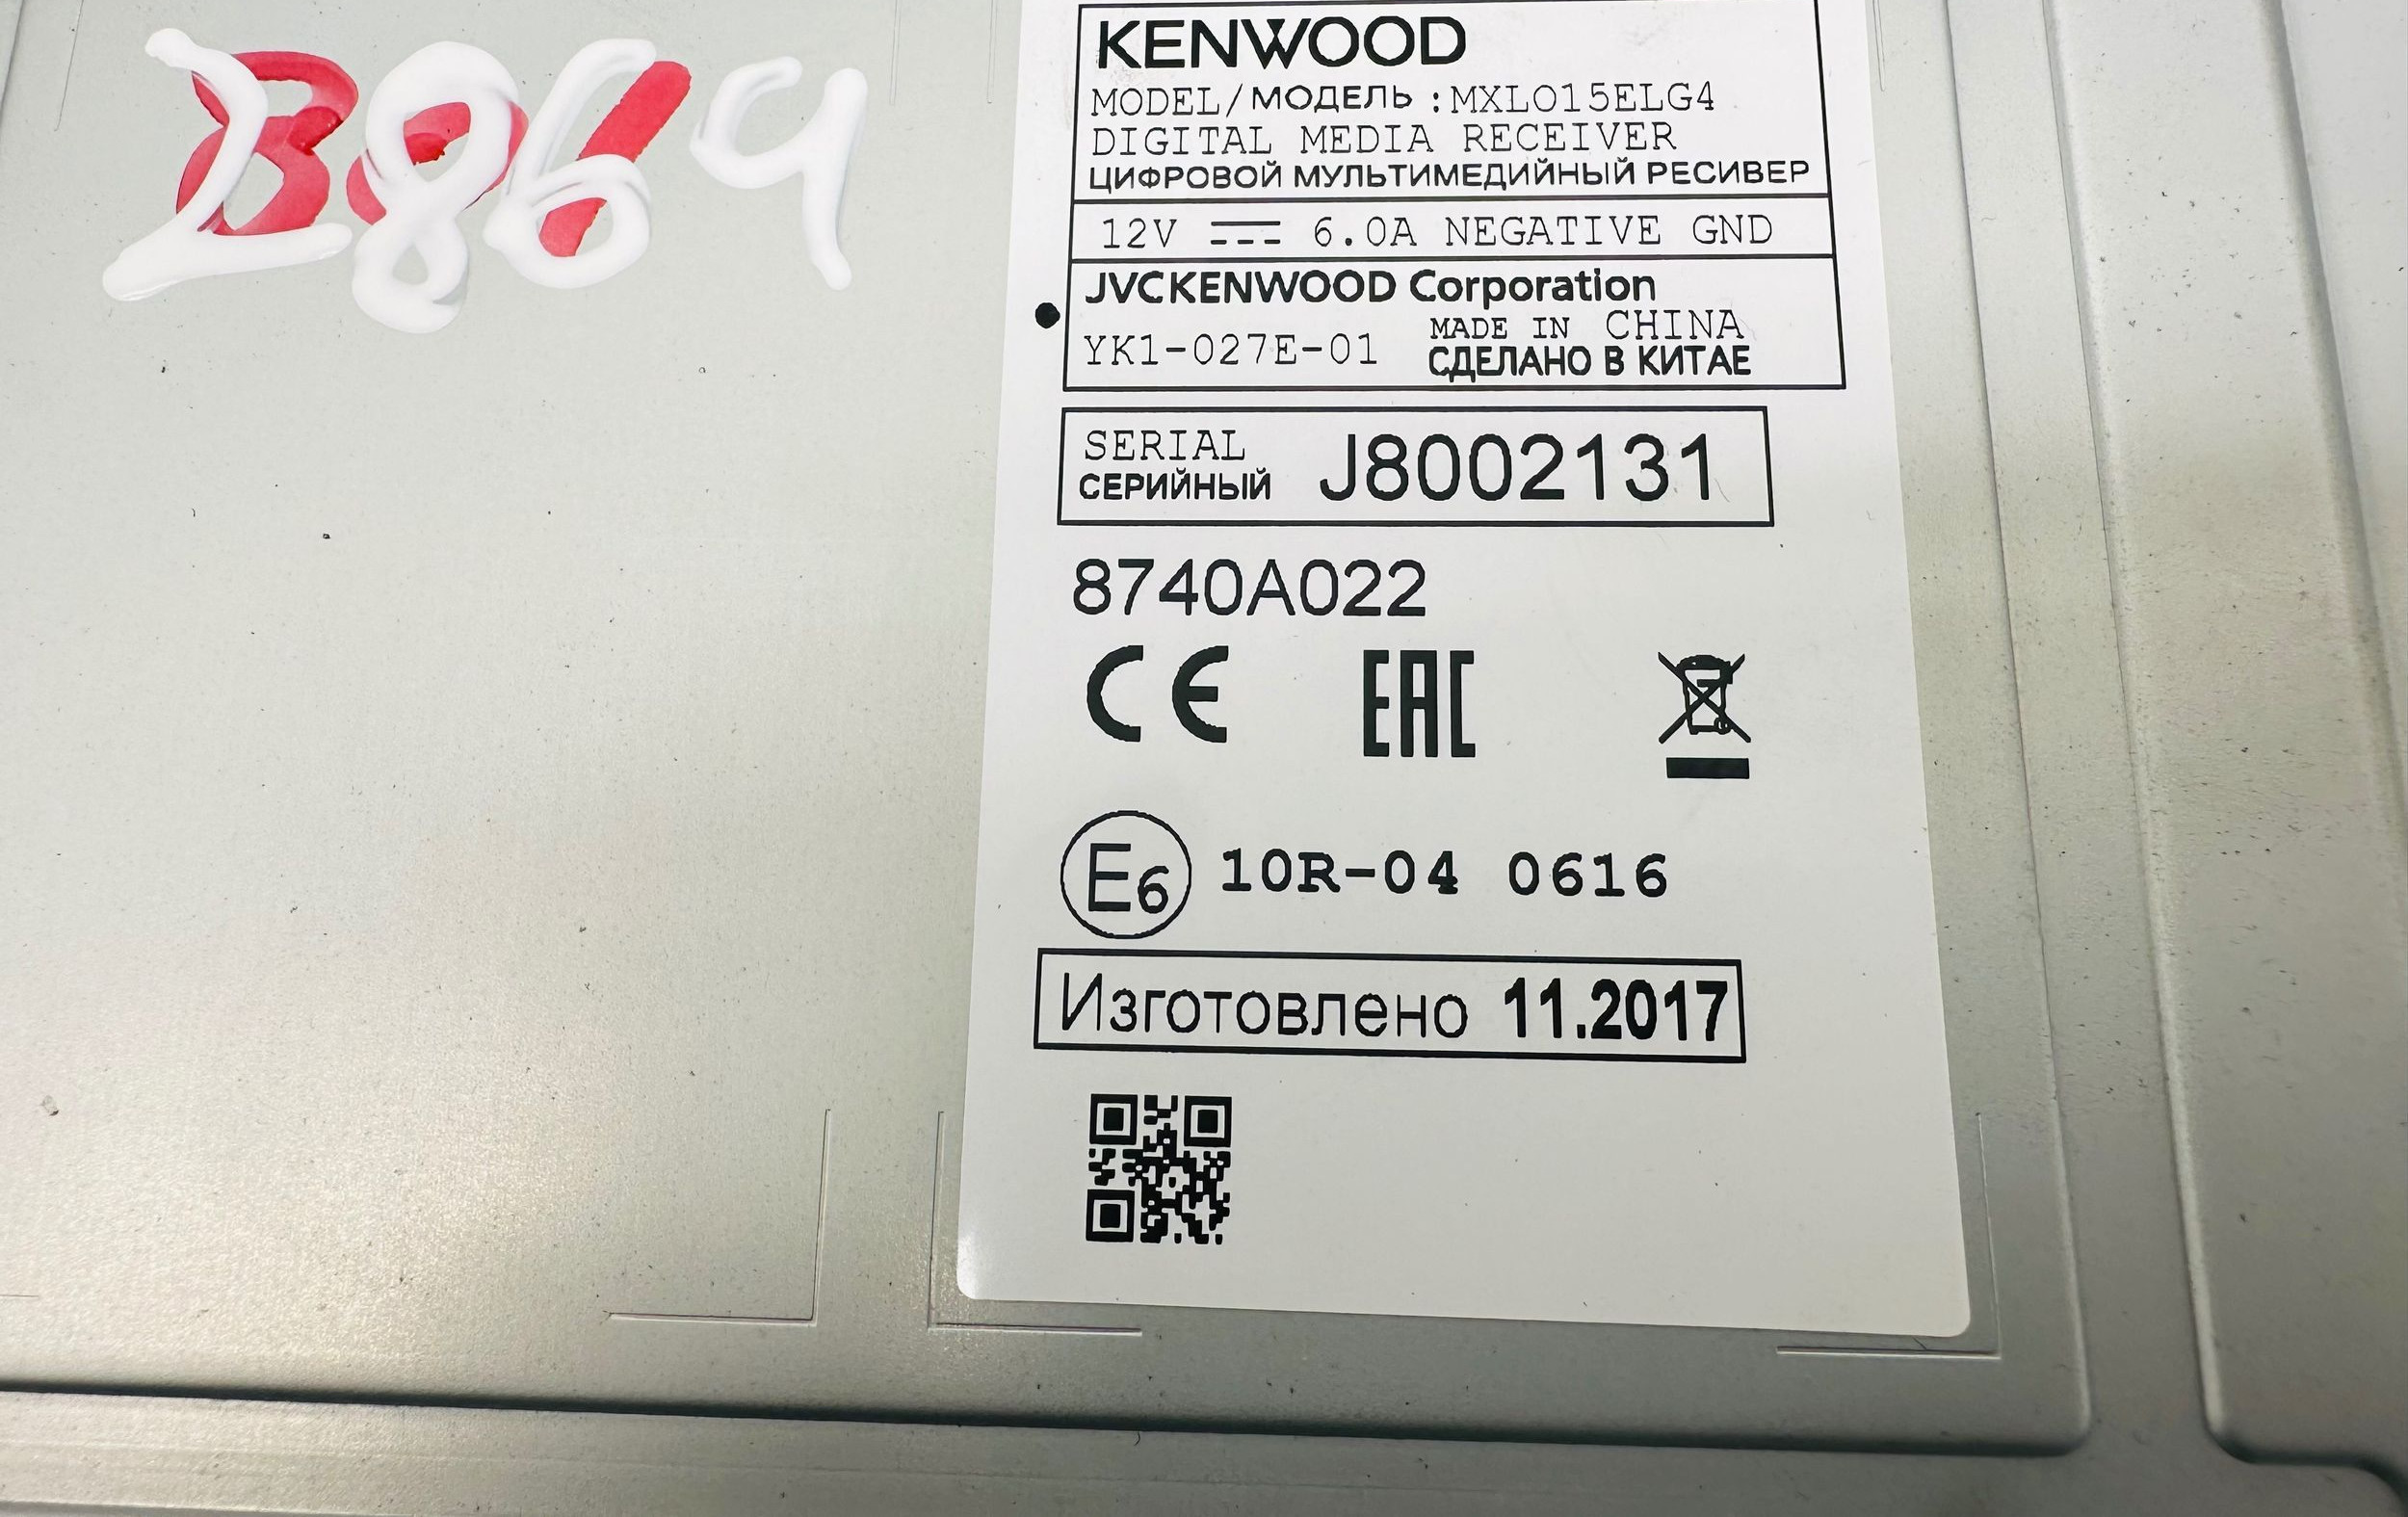 KENWOOD
MODEL/МОДЕЛЬ :MXL015ELG4
DIGITAL MEDIA RECEIVER
ЦИФРОВОЙ МУЛЬТИМЕДИЙНЫЙ РЕСИВЕР
12V 6.0A NEGATIVE GND
JVCKENWOOD Corporation
YK1-027E-01 MADE IN CHINA
СДЕЛАНО В КИТАЕ
SERIAL
СЕРИЙНЫЙ J8002131
8740A022
CE EAC
E6 10R-04 0616
Изготовлено 11.2017